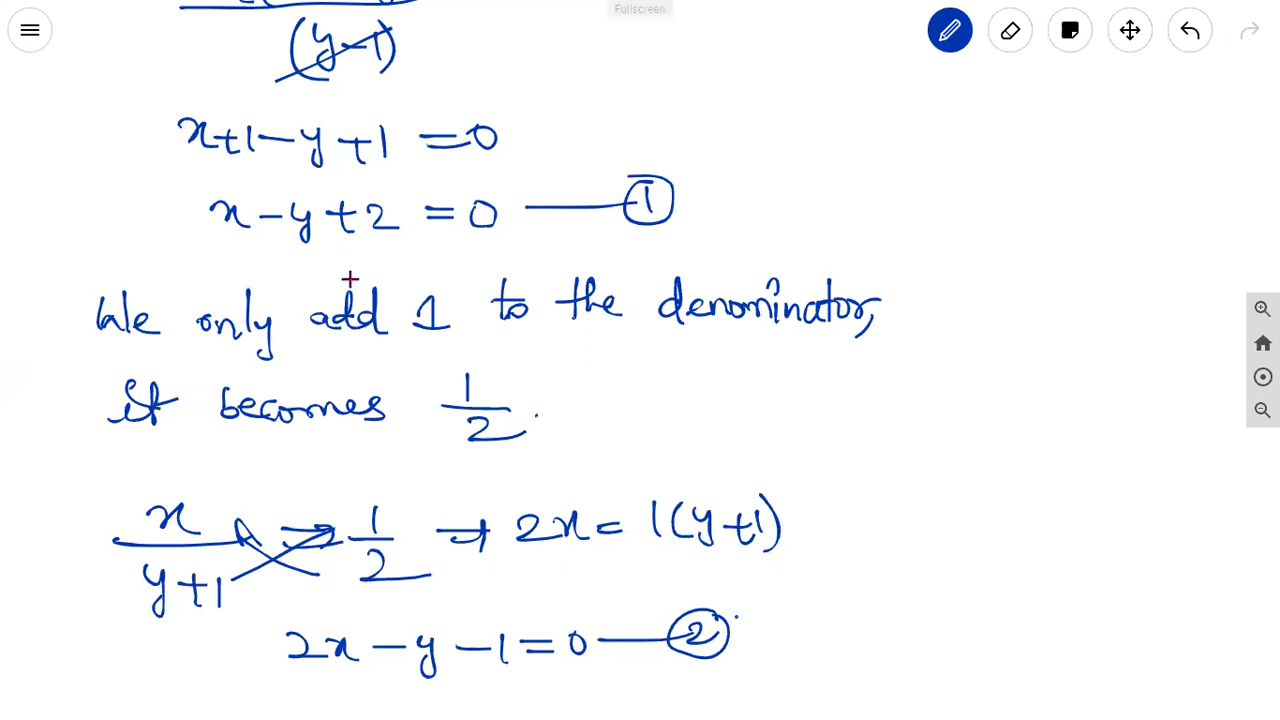 Fullscreen
(y-1)
x+1-y+1 = 0
x-y+2 = 0 —— ①
We only add 1 to the denominator,
it becomes 1/2.
x/(y+1) = 1/2 → 2x = 1(y+1)
2x-y-1=0 —— ②